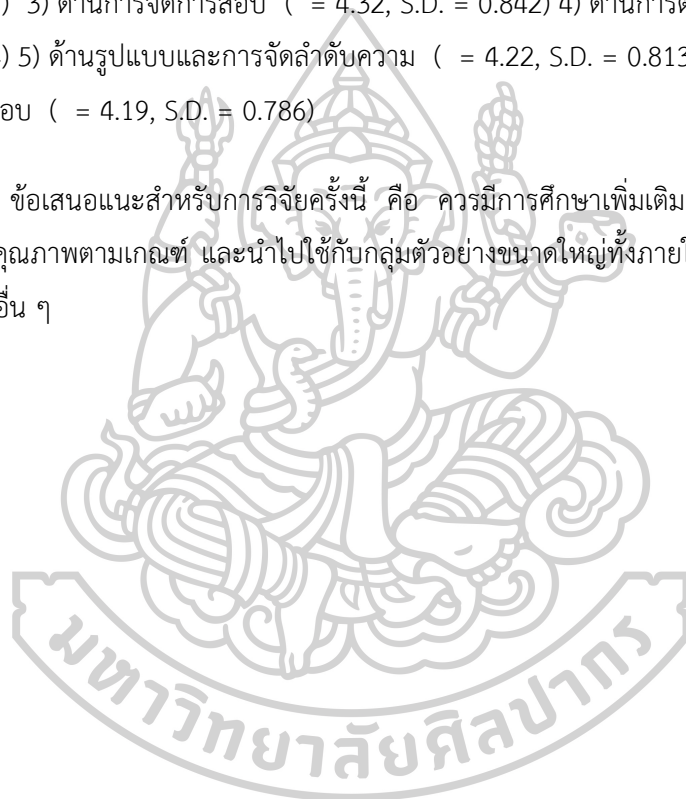 ) 3) ด้านการจัดการสอบ ( = 4.32, S.D. = 0.842) 4) ด้านการ
) 5) ด้านรูปแบบและการจัดลำดับความ ( = 4.22, S.D. = 0.813
อบ ( = 4.19, S.D. = 0.786)
ข้อเสนอแนะสำหรับการวิจัยครั้งนี้ คือ ควรมีการศึกษาเพิ่มเติม
คุณภาพตามเกณฑ์ และนำไปใช้กับกลุ่มตัวอย่างขนาดใหญ่ทั้งภายใ
อื่น ๆ
มหาวิทยาลัยศิลปากร